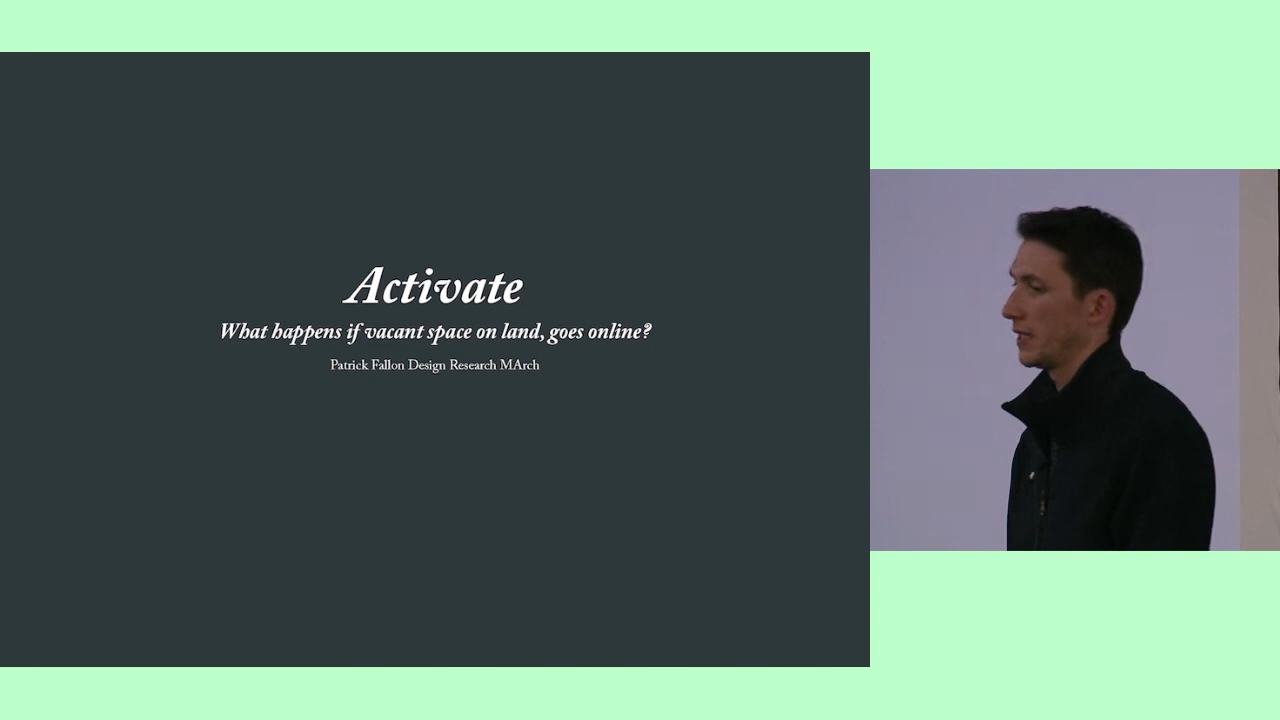 Activate
What happens if vacant space on land, goes online?
Patrick Fallon Design Research MArch